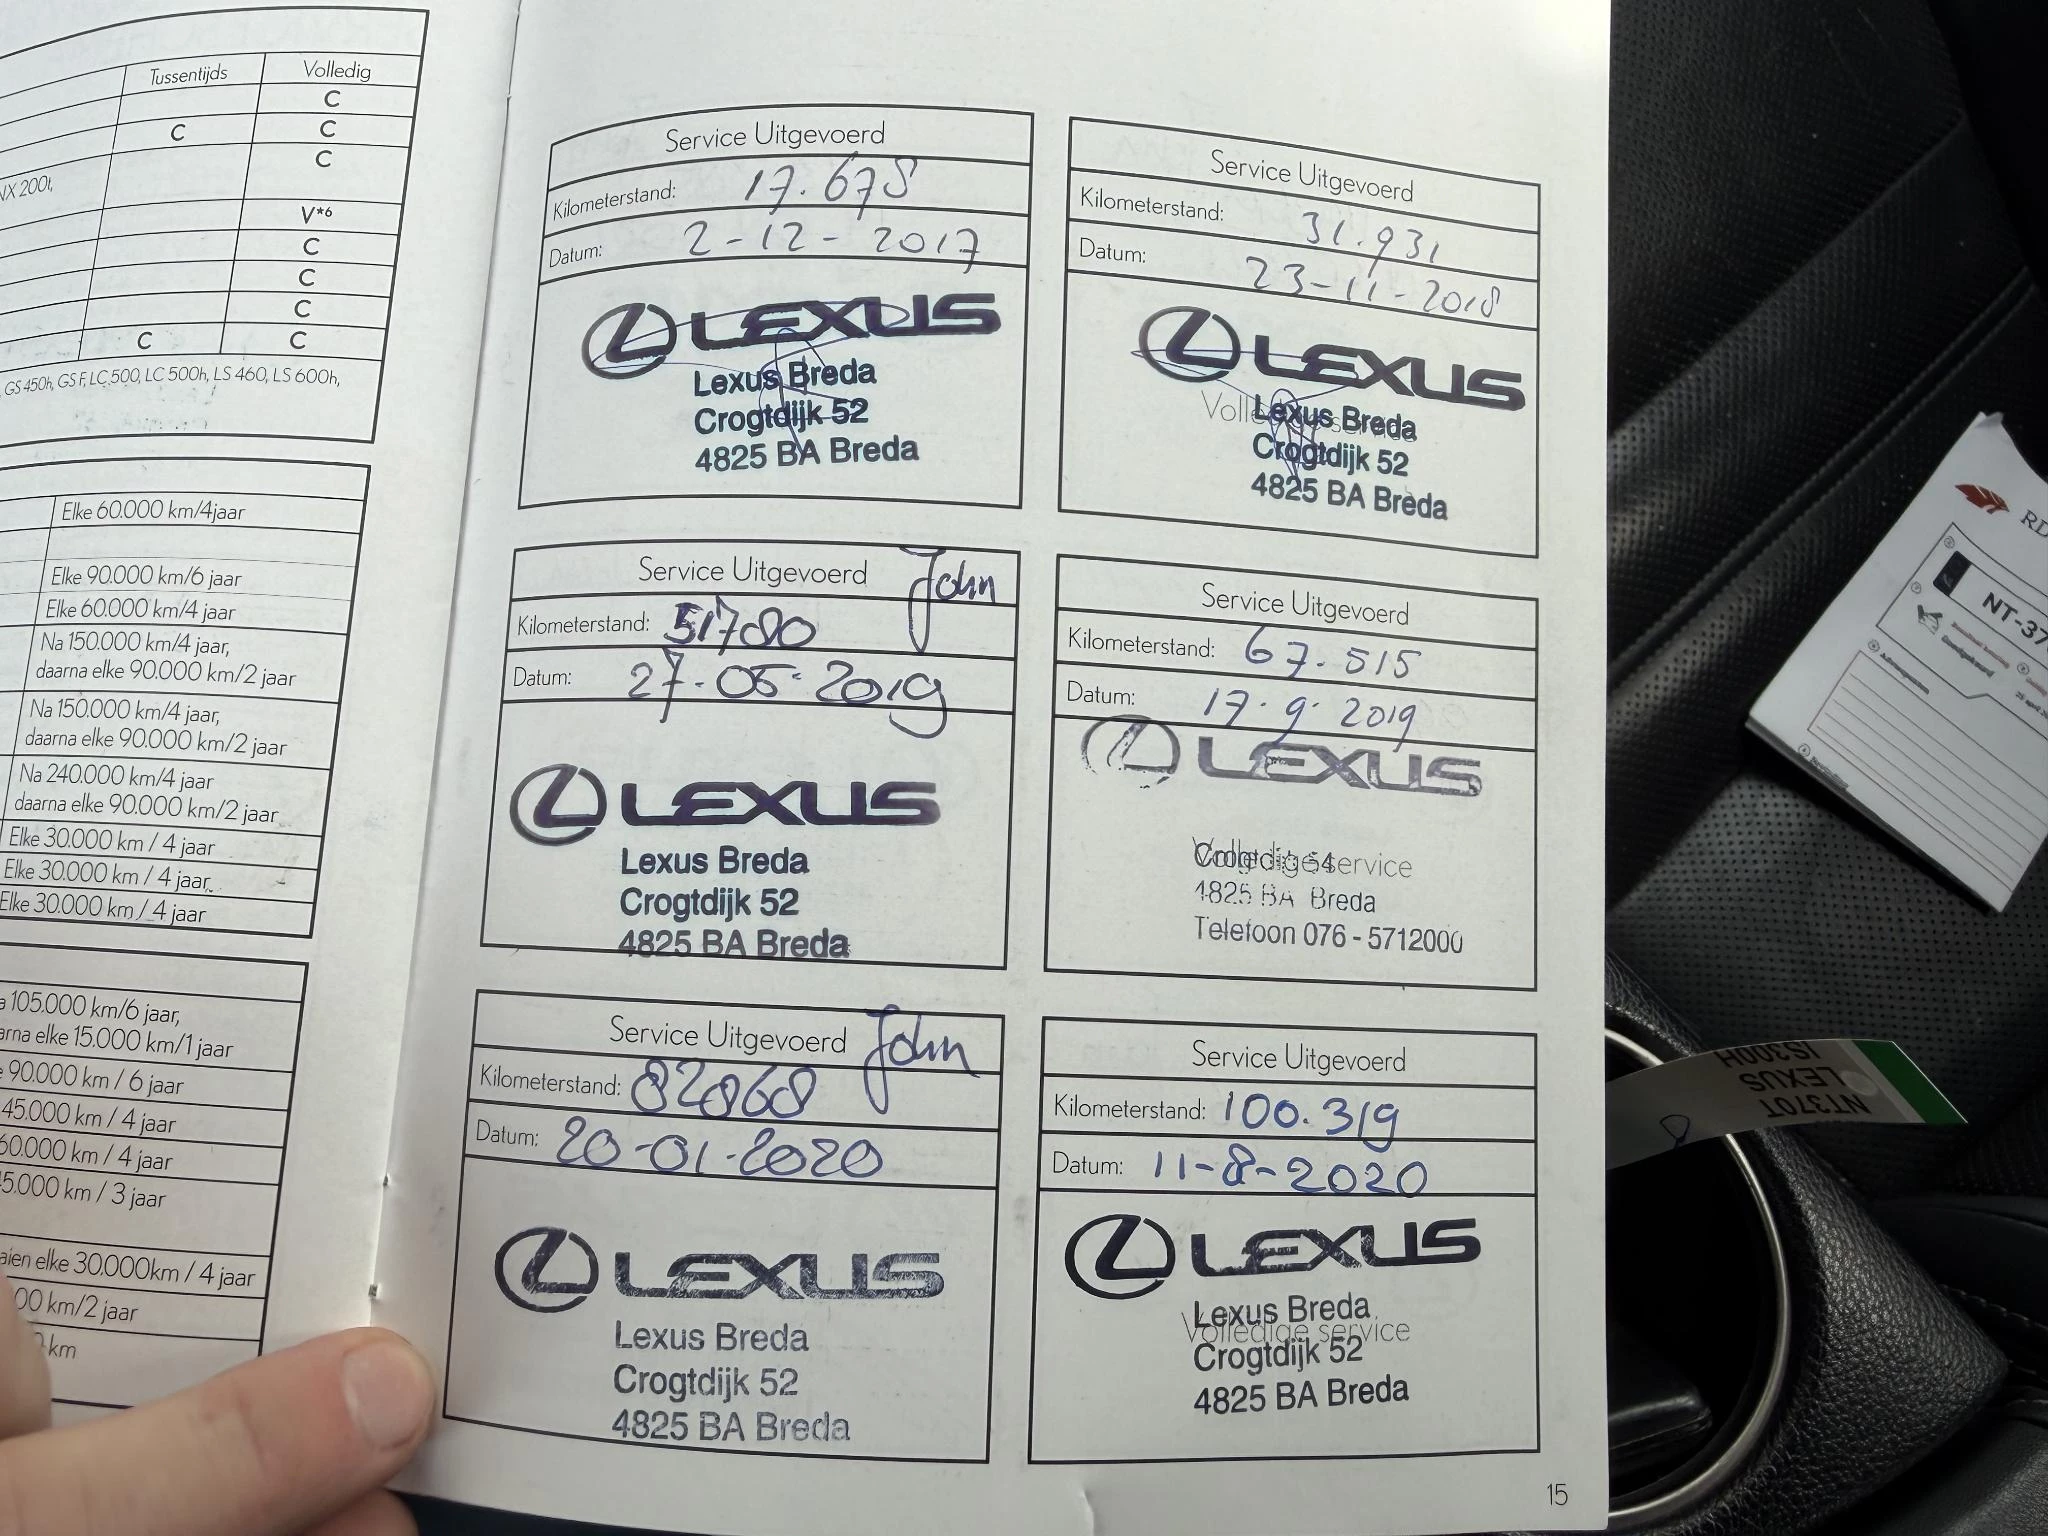 Tussentijds Volledig
C
C C
C
NX 200t,
V*6
C
C
C
C C
GS 450h, GS F, LC 500, LC 500h, LS 460, LS 600h,
Elke 60.000 km/4jaar
Elke 90.000 km/6 jaar
Elke 60.000 km/4 jaar
Na 150.000 km/4 jaar,
daarna elke 90.000 km/2 jaar
Na 150.000 km/4 jaar,
daarna elke 90.000 km/2 jaar
Na 240.000 km/4 jaar
daarna elke 90.000 km/2 jaar
Elke 30.000 km / 4 jaar
Elke 30.000 km / 4 jaar
Elke 30.000 km / 4 jaar
105.000 km/6 jaar,
elke 15.000 km/1 jaar
90.000 km / 6 jaar
45.000 km / 4 jaar
60.000 km / 4 jaar
km / 3 jaar
elke 30.000km / 4 jaar
km/2 jaar
km
Service Uitgevoerd
Kilometerstand: 17.678
Datum: 2-12-2017
LEXUS
Lexus Breda
Crogtdijk 52
4825 BA Breda
Service Uitgevoerd
Kilometerstand: 31.931
Datum: 23-11-2018
LEXUS
Volledige service
Lexus Breda
Crogtdijk 52
4825 BA Breda
Service Uitgevoerd John
Kilometerstand: 51780
Datum: 27-05-2019
LEXUS
Lexus Breda
Crogtdijk 52
4825 BA Breda
Service Uitgevoerd
Kilometerstand: 67.515
Datum: 17.9.2019
LEXUS
Volledige service
Crogtdijk 54
4825 BA Breda
Telefoon 076 - 5712000
Service Uitgevoerd John
Kilometerstand: 82868
Datum: 20-01-2020
LEXUS
Lexus Breda
Crogtdijk 52
4825 BA Breda
Service Uitgevoerd
Kilometerstand: 100.319
Datum: 11-8-2020
LEXUS
Lexus Breda
Volledige service
Crogtdijk 52
4825 BA Breda
15
NT-37
NT370T
LEXUS
IS300H